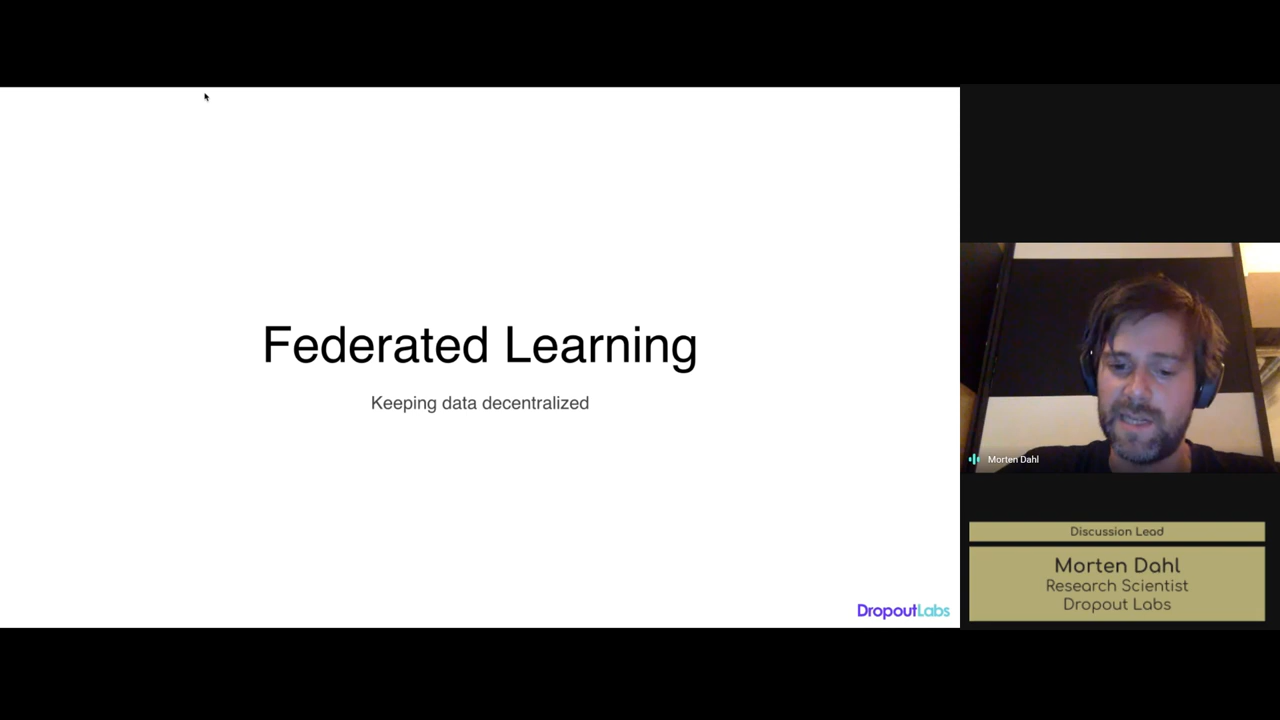 Federated Learning
Keeping data decentralized
DropoutLabs
Morten Dahl
Discussion Lead
Morten Dahl
Research Scientist
Dropout Labs